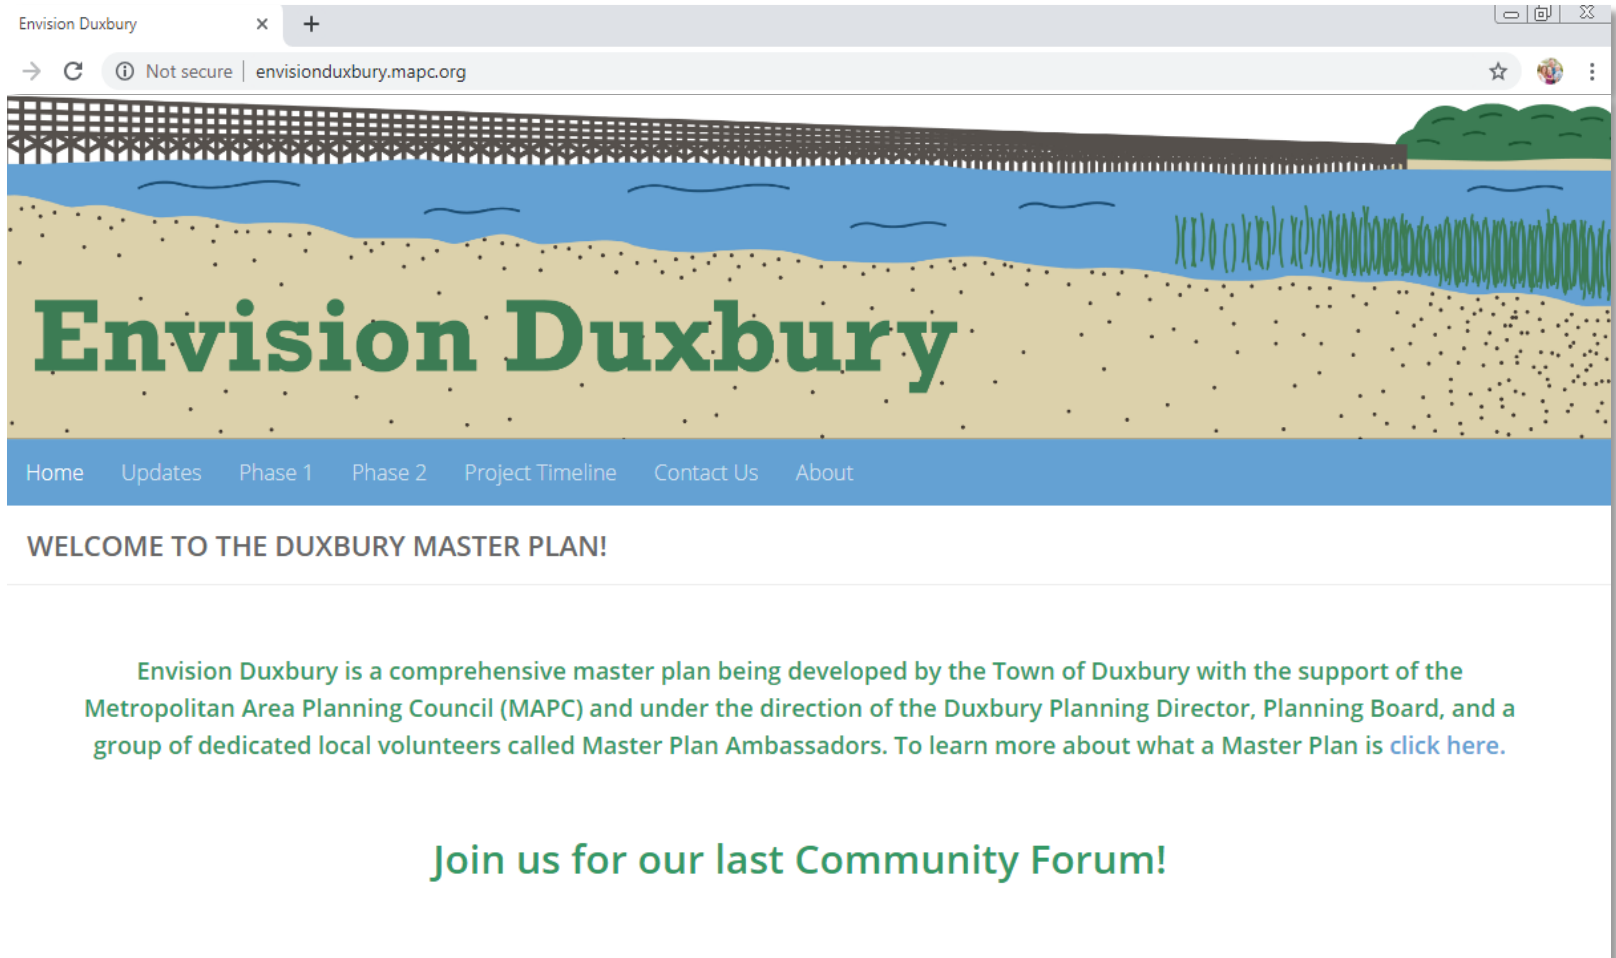 Envision Duxbury
Not secure envisionduxbury.mapc.org
Envision Duxbury
Home Updates Phase 1 Phase 2 Project Timeline Contact Us About
WELCOME TO THE DUXBURY MASTER PLAN!
Envision Duxbury is a comprehensive master plan being developed by the Town of Duxbury with the support of the
Metropolitan Area Planning Council (MAPC) and under the direction of the Duxbury Planning Director, Planning Board, and a
group of dedicated local volunteers called Master Plan Ambassadors. To learn more about what a Master Plan is click here.
Join us for our last Community Forum!